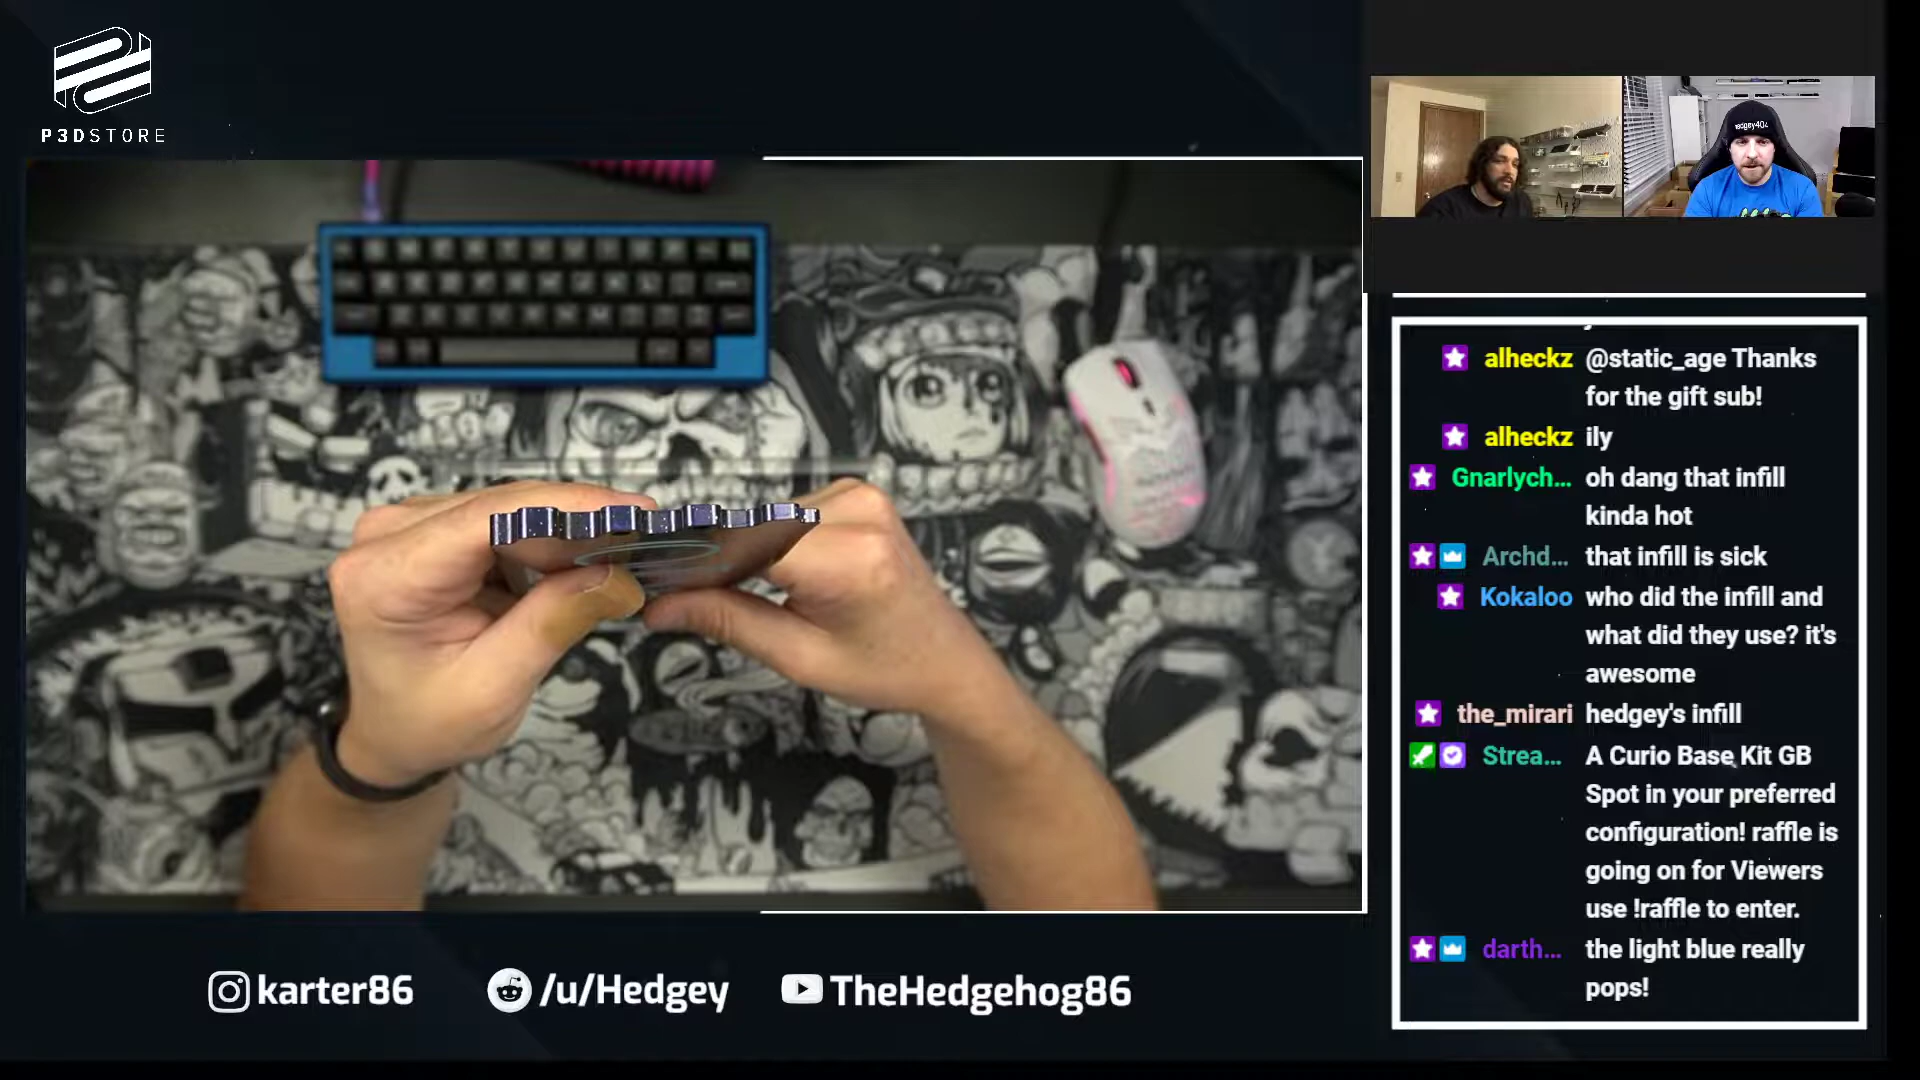 P3DSTORE
hedgey404
alheckz @static_age Thanks
for the gift sub!
alheckz ily
Gnarlych... oh dang that infill
kinda hot
Archd... that infill is sick
Kokaloo who did the infill and
what did they use? it's
awesome
the_mirari hedgey's infill
Strea... A Curio Base Kit GB
Spot in your preferred
configuration! raffle is
going on for Viewers
use !raffle to enter.
darth... the light blue really
pops!
karter86
/u/Hedgey
TheHedgehog86